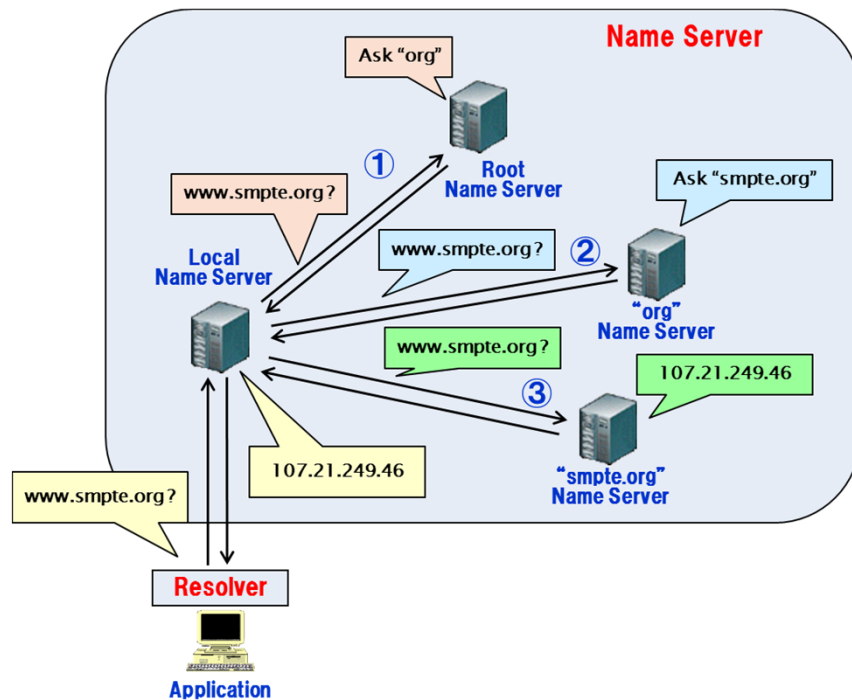 Name Server
Ask “org”
①
Root
Name Server
www.smpte.org?
Ask “smpte.org”
www.smpte.org?
②
Local
Name Server
“org”
Name Server
www.smpte.org?
107.21.249.46
③
107.21.249.46
“smpte.org”
Name Server
www.smpte.org?
Resolver
Application